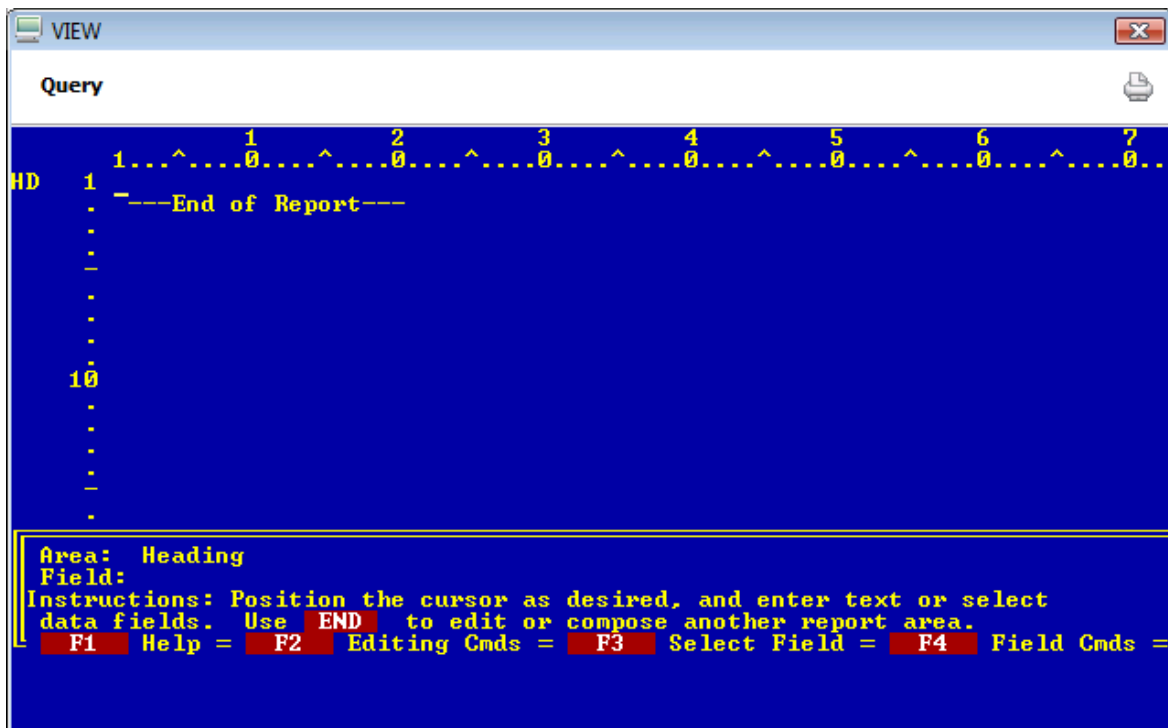 VIEW
Query
1 2 3 4 5 6 7
1...^....0....^....0....^....0....^....0....^....0....^....0....^....0..
HD 1
. ---End of Report---
.
.
_
.
.
.
.
10
.
.
.
.
_
.
Area: Heading
Field:
Instructions: Position the cursor as desired, and enter text or select
data fields. Use END to edit or compose another report area.
F1 Help = F2 Editing Cmds = F3 Select Field = F4 Field Cmds =